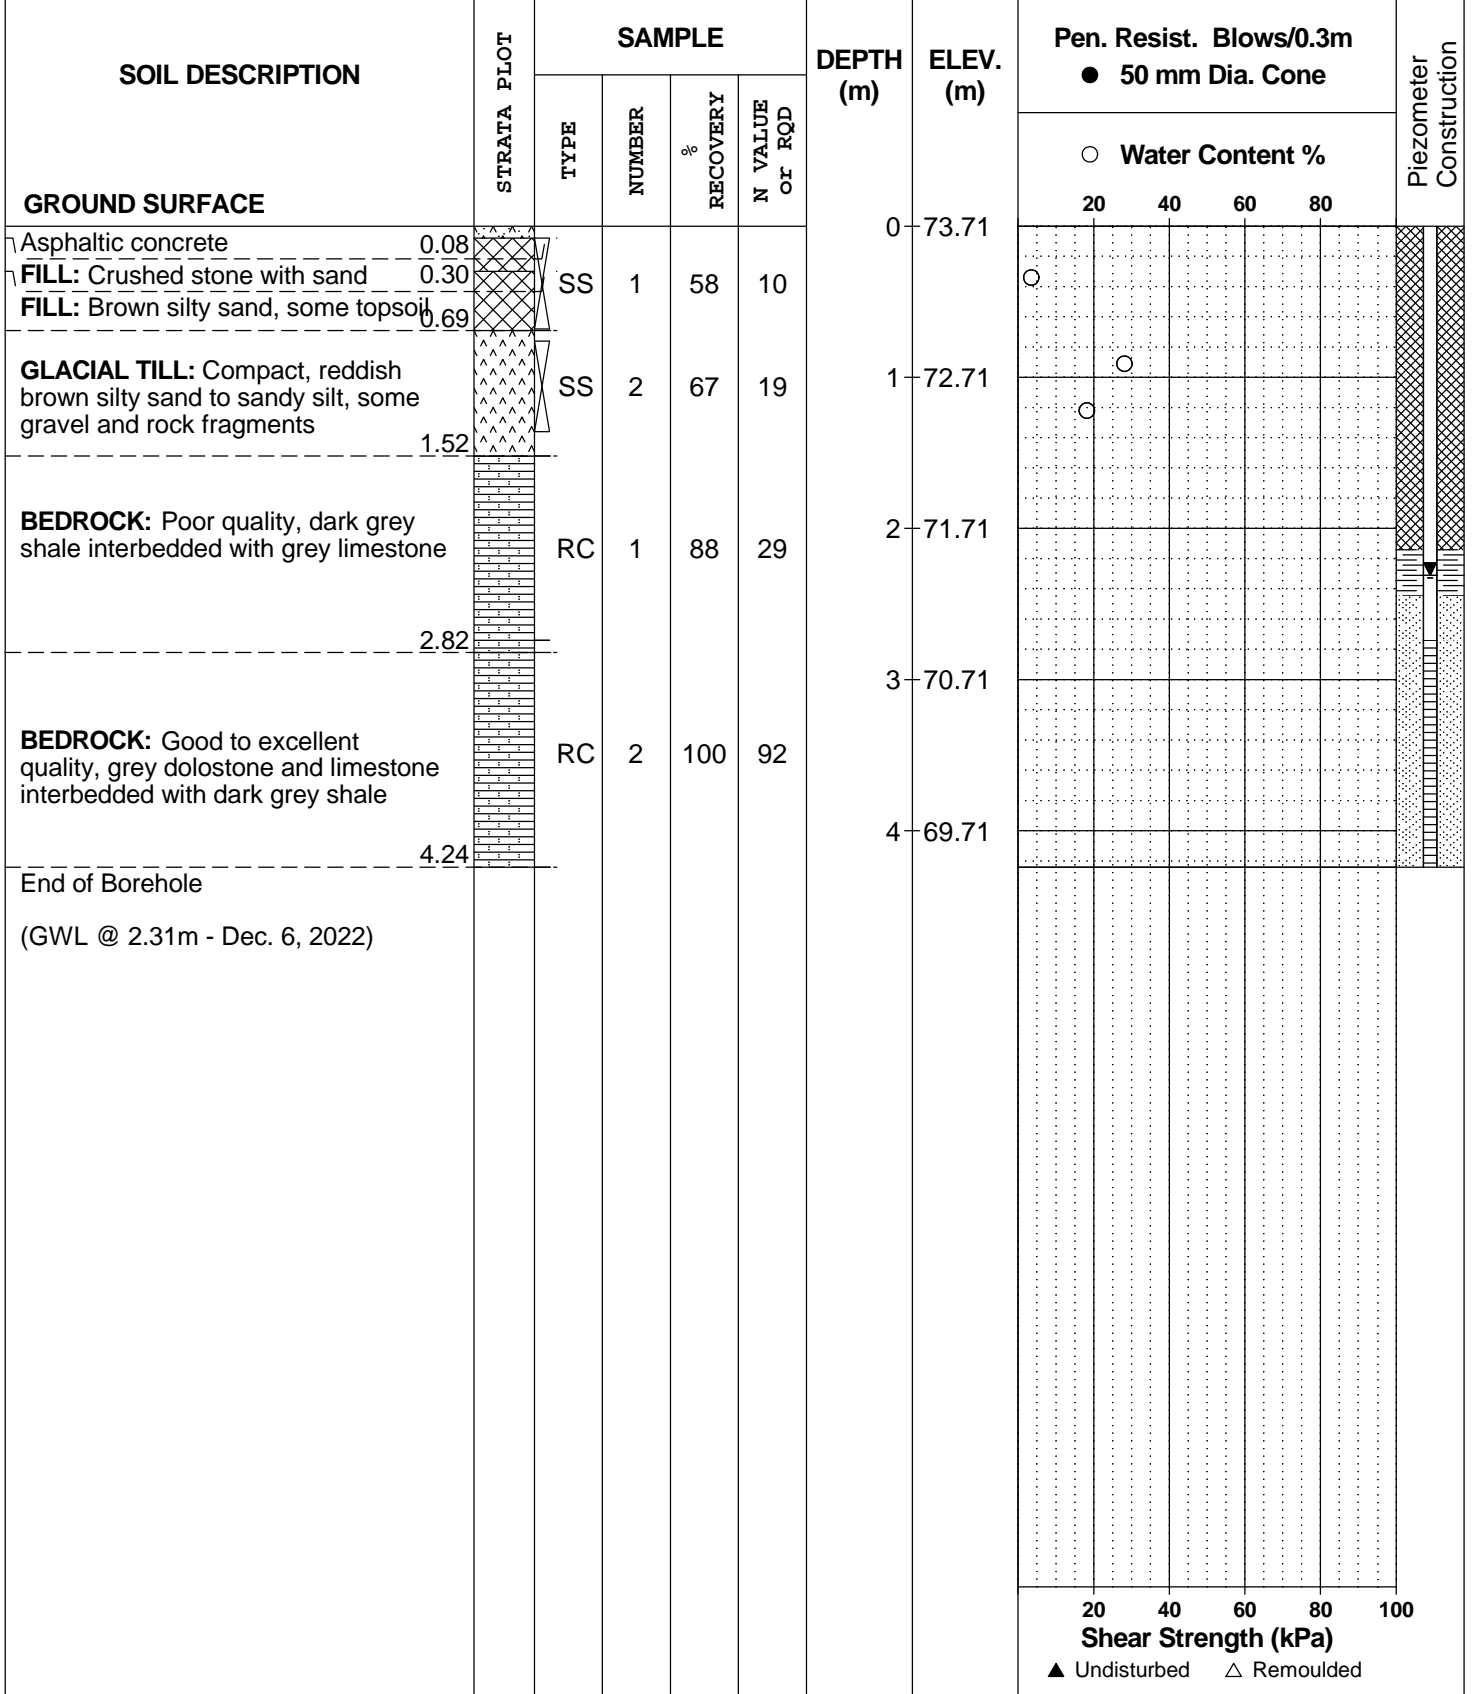 SOIL DESCRIPTION
GROUND SURFACE
STRATA PLOT
SAMPLE
TYPE
NUMBER
%
RECOVERY
N VALUE
or RQD
DEPTH
(m)
ELEV.
(m)
Pen. Resist. Blows/0.3m
● 50 mm Dia. Cone
○ Water Content %
20 40 60 80
Piezometer
Construction
0 73.71
Asphaltic concrete 0.08
FILL: Crushed stone with sand 0.30
SS 1 58 10
FILL: Brown silty sand, some topsoil 0.69
GLACIAL TILL: Compact, reddish
brown silty sand to sandy silt, some
gravel and rock fragments
1.52
SS 2 67 19
1 72.71
BEDROCK: Poor quality, dark grey
shale interbedded with grey limestone
2.82
RC 1 88 29
2 71.71
3 70.71
BEDROCK: Good to excellent
quality, grey dolostone and limestone
interbedded with dark grey shale
4.24
RC 2 100 92
4 69.71
End of Borehole
(GWL @ 2.31m - Dec. 6, 2022)
20 40 60 80 100
Shear Strength (kPa)
▲ Undisturbed △ Remoulded